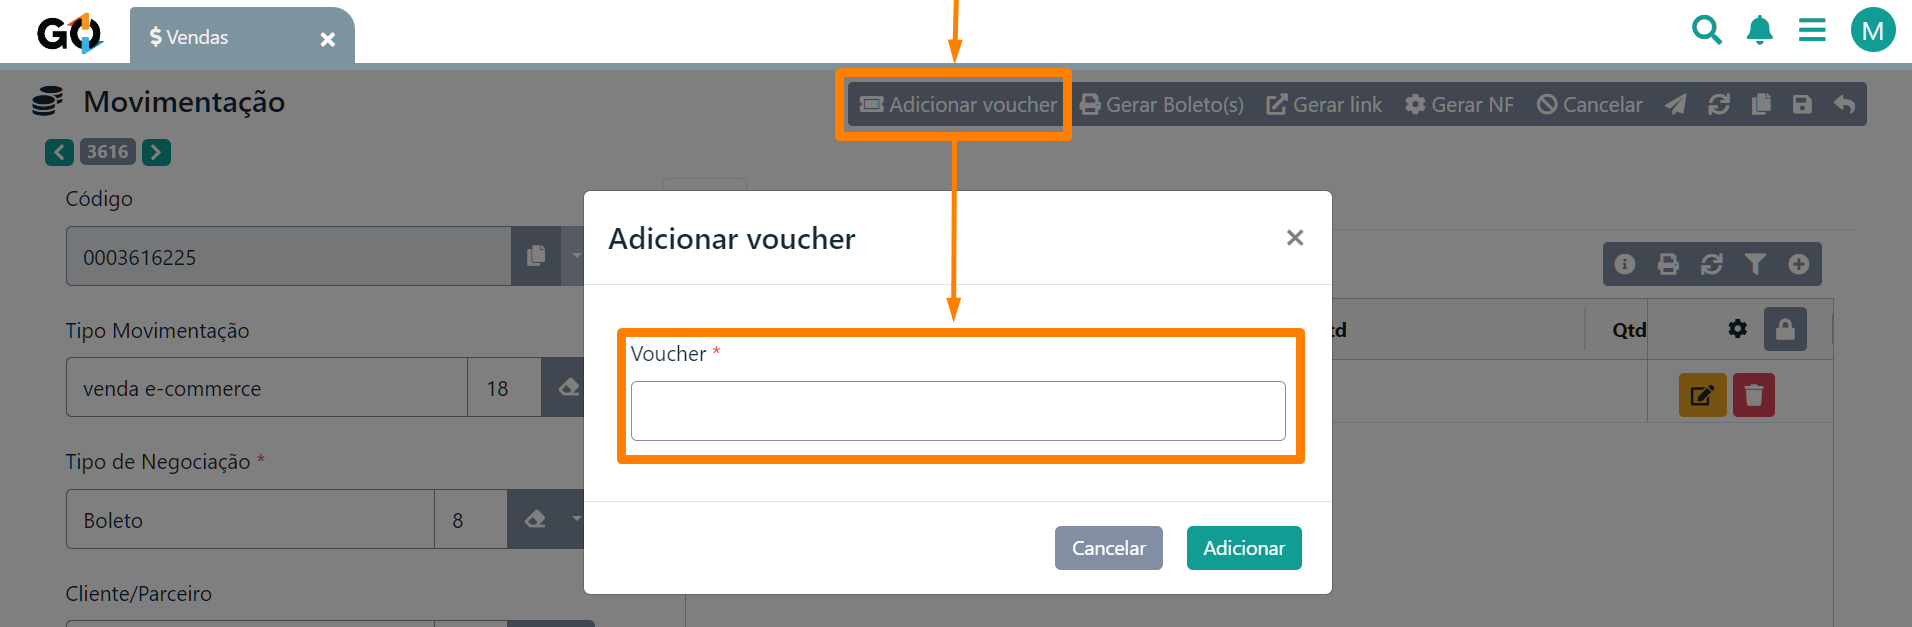 GO
$ Vendas ×
M
Movimentação
Adicionar voucher Gerar Boleto(s) Gerar link Gerar NF Cancelar
3616
Código
0003616225
Tipo Movimentação
venda e-commerce 18
Tipo de Negociação *
Boleto 8
Cliente/Parceiro
Adicionar voucher ×
Voucher *
Cancelar Adicionar
Qtd